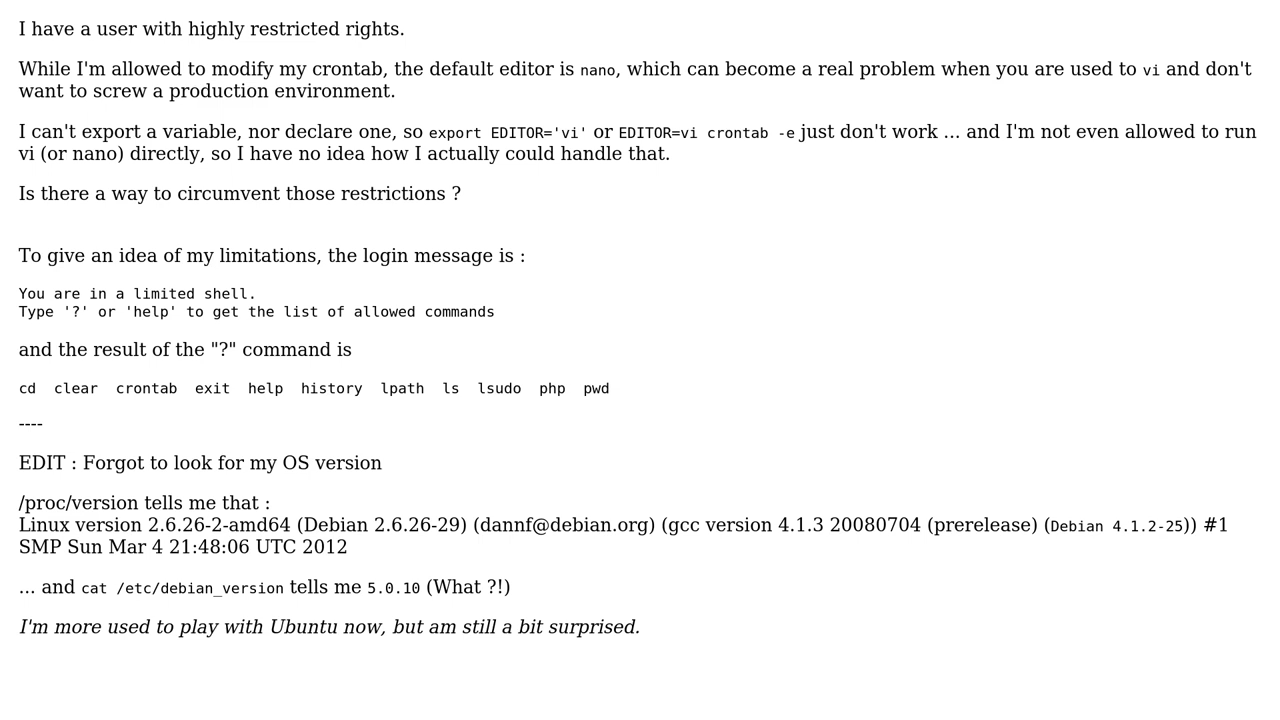 I have a user with highly restricted rights.
While I'm allowed to modify my crontab, the default editor is nano, which can become a real problem when you are used to vi and don't
want to screw a production environment.
I can't export a variable, nor declare one, so export EDITOR='vi' or EDITOR=vi crontab -e just don't work ... and I'm not even allowed to run
vi (or nano) directly, so I have no idea how I actually could handle that.
Is there a way to circumvent those restrictions ?
To give an idea of my limitations, the login message is :
You are in a limited shell.
Type '?' or 'help' to get the list of allowed commands
and the result of the "?" command is
cd  clear  crontab  exit  help  history  lpath  ls  lsudo  php  pwd
----
EDIT : Forgot to look for my OS version
/proc/version tells me that :
Linux version 2.6.26-2-amd64 (Debian 2.6.26-29) (dannf@debian.org) (gcc version 4.1.3 20080704 (prerelease) (Debian 4.1.2-25)) #1
SMP Sun Mar 4 21:48:06 UTC 2012
... and cat /etc/debian_version tells me 5.0.10 (What ?!)
I'm more used to play with Ubuntu now, but am still a bit surprised.